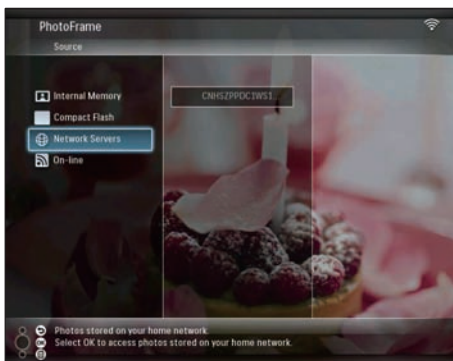 PhotoFrame
Source
Internal Memory
Compact Flash
Network Servers
On-line
CNHSZPPDC1WS1...
Photos stored on your home network.
OK
Select OK to access photos stored on your home network.